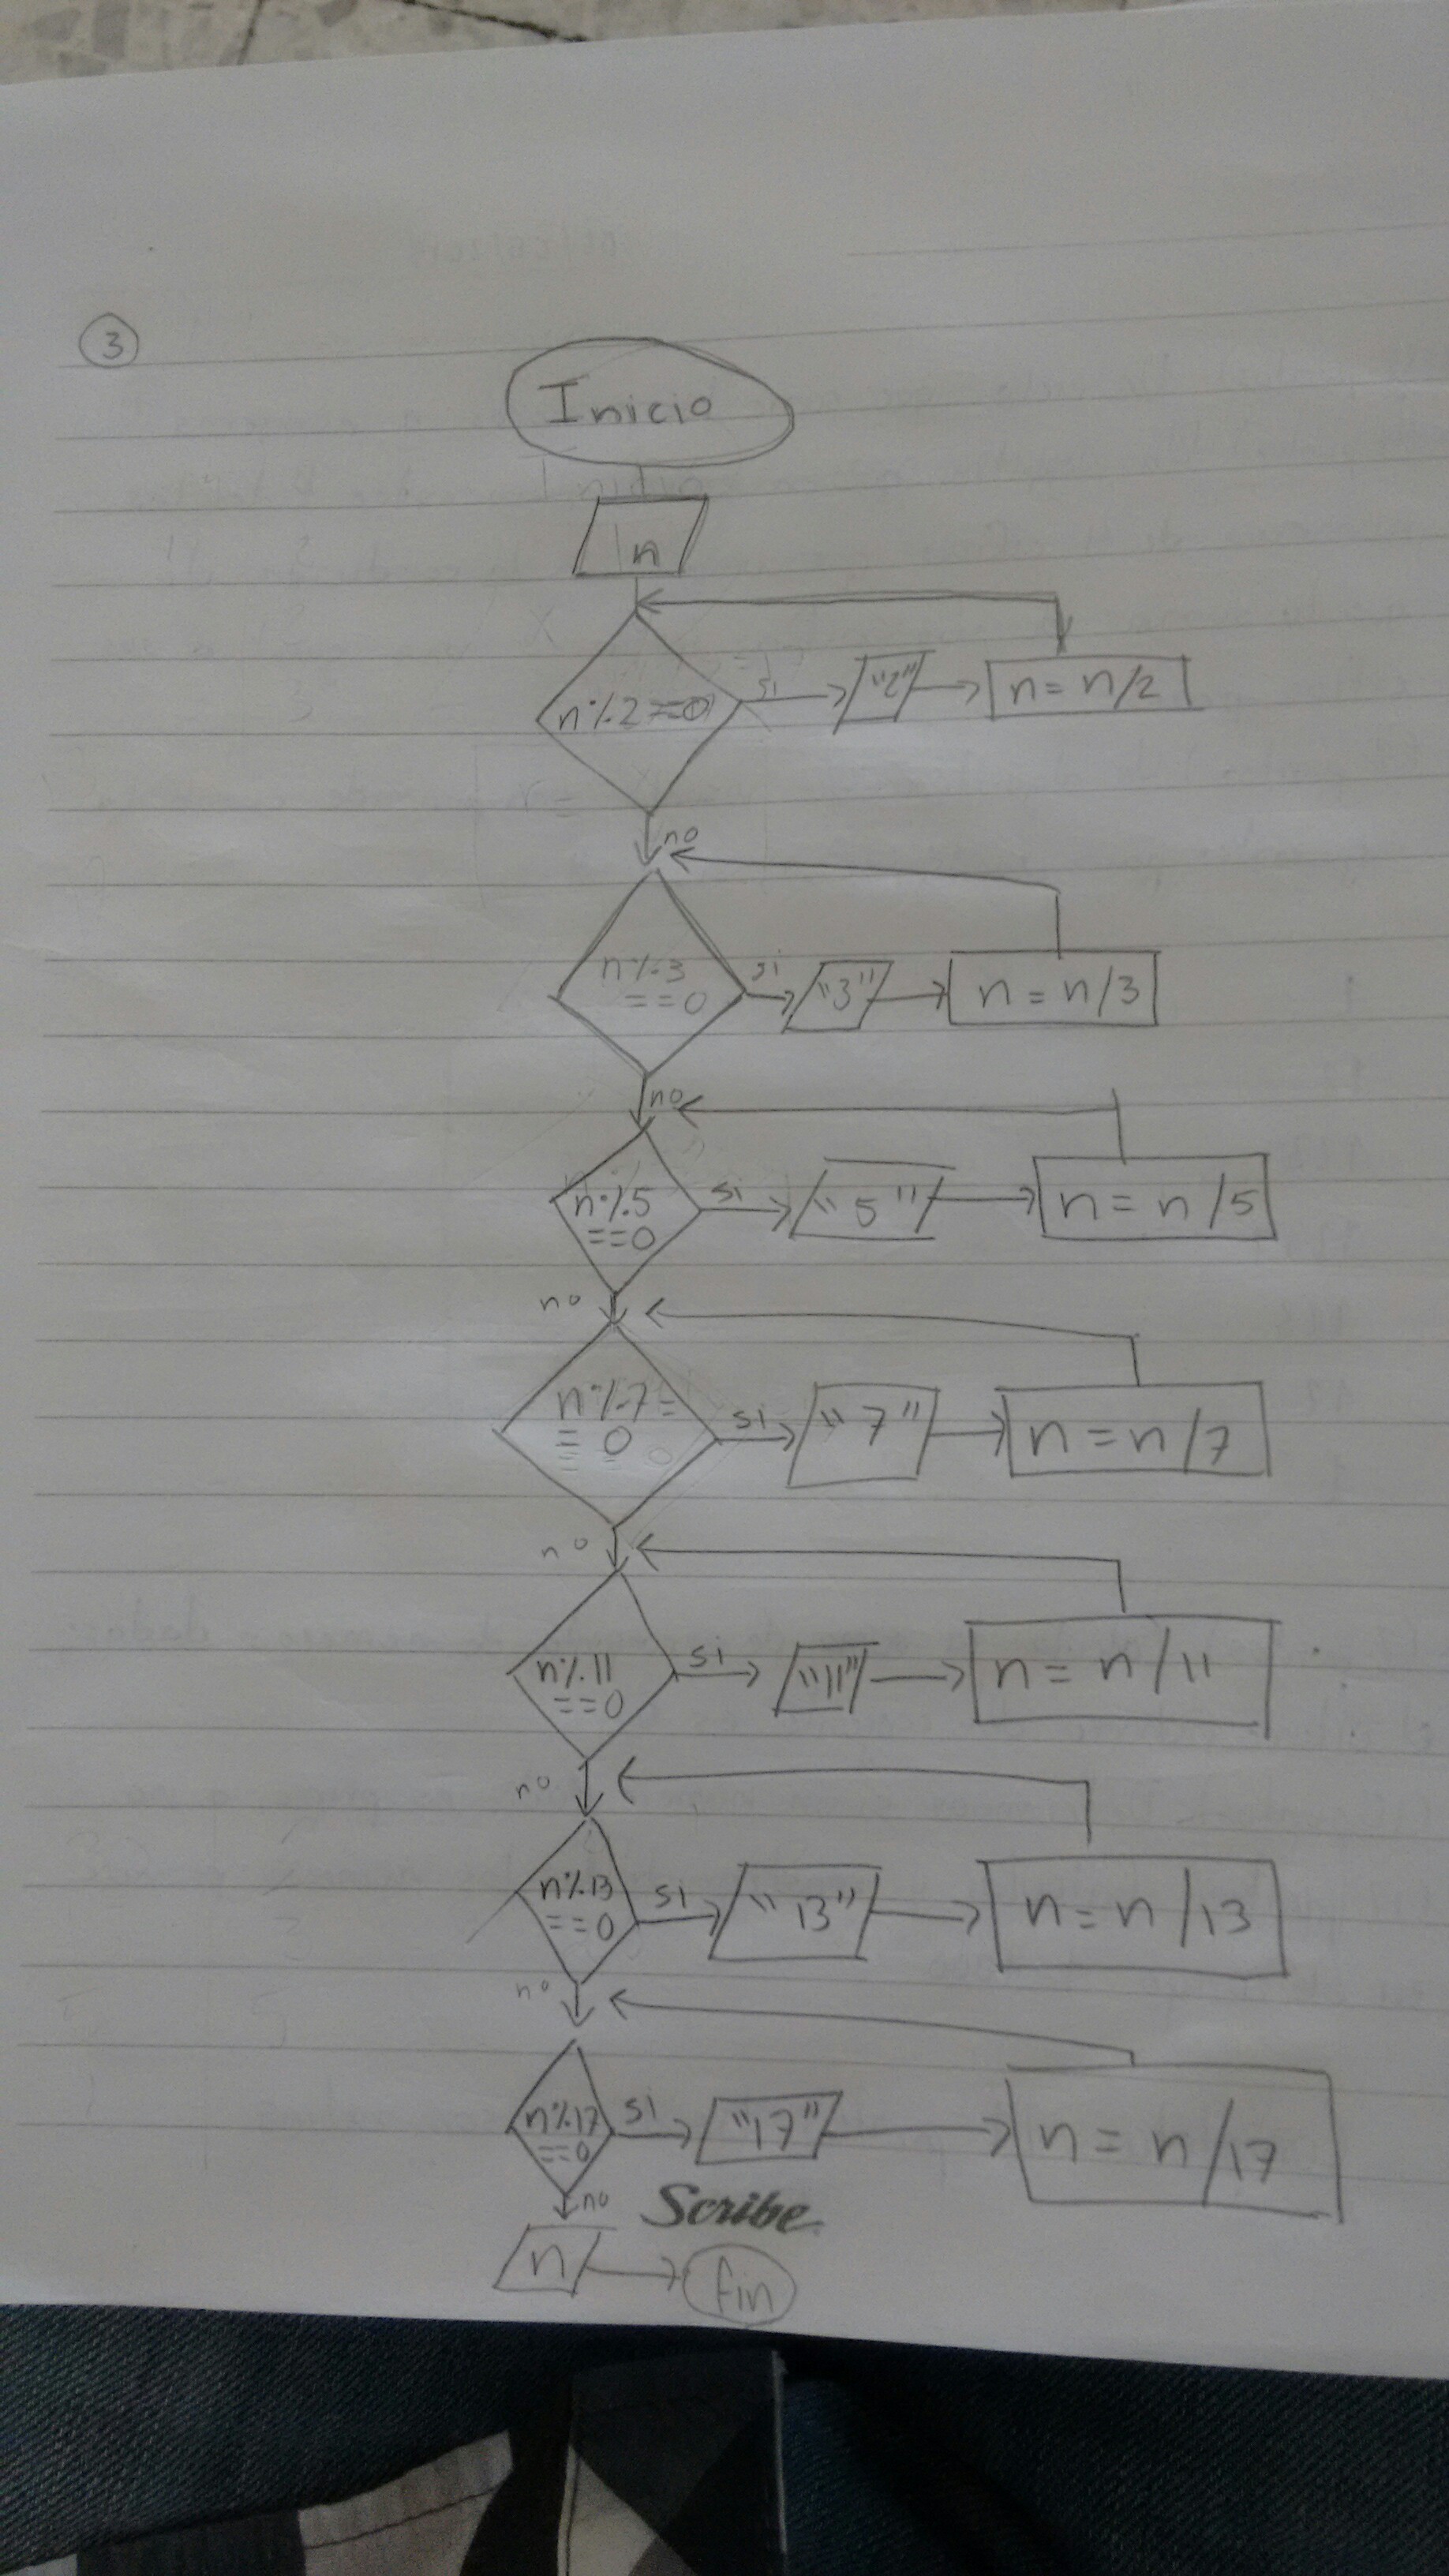 3
Inicio
n
n%2==0 si "2" n=n/2
no
n%3 si "3" n=n/3
==0
no
n%5 si "5" n=n/5
==0
no
n%7= si "7" n=n/7
=0
no
n%11 si "11" n=n/11
==0
no
n%13 si "13" n=n/13
==0
no
n%17 si "17" n=n/17
==0
no
Scribe
n fin